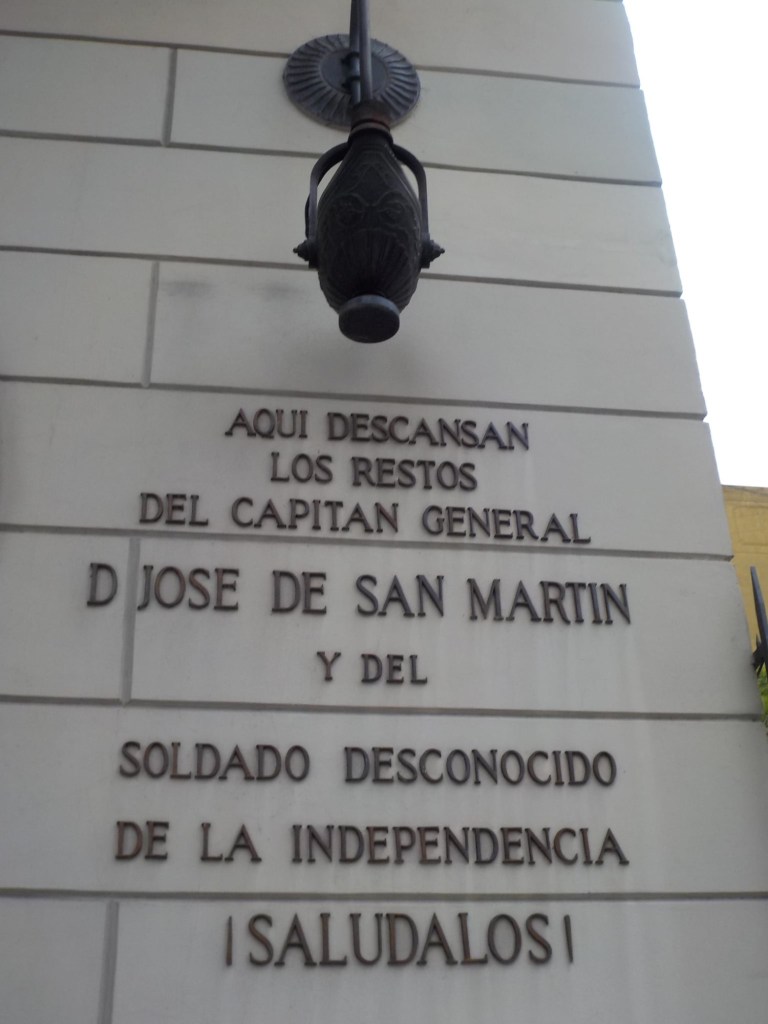 AQUI DESCANSAN
LOS RESTOS
DEL CAPITAN GENERAL
D JOSE DE SAN MARTIN
Y DEL
SOLDADO DESCONOCIDO
DE LA INDEPENDENCIA
¡SALUDALOS!